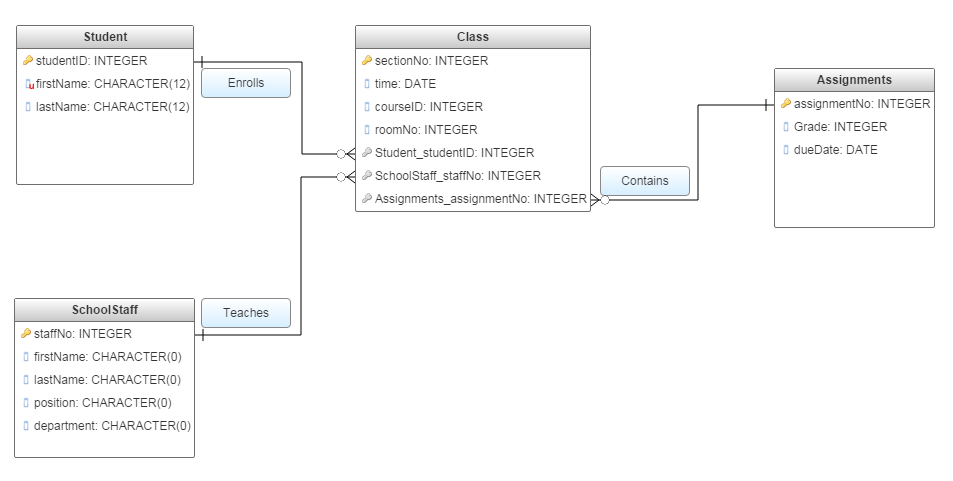 Student
studentID: INTEGER
firstName: CHARACTER(12)
lastName: CHARACTER(12)
Enrolls
Class
sectionNo: INTEGER
time: DATE
courseID: INTEGER
roomNo: INTEGER
Student_studentID: INTEGER
SchoolStaff_staffNo: INTEGER
Assignments_assignmentNo: INTEGER
Contains
Assignments
assignmentNo: INTEGER
Grade: INTEGER
dueDate: DATE
SchoolStaff
staffNo: INTEGER
firstName: CHARACTER(0)
lastName: CHARACTER(0)
position: CHARACTER(0)
department: CHARACTER(0)
Teaches